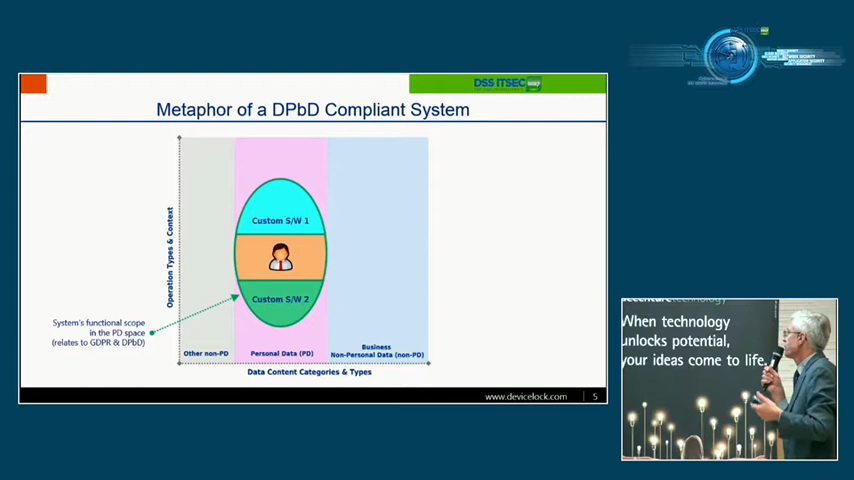 DSS ITSEC
Metaphor of a DPbD Compliant System
Operation Types & Context
Custom S/W 1
Custom S/W 2
System's functional scope
in the PD space
(relates to GDPR & DPbD)
Other non-PD
Personal Data (PD)
Business
Non-Personal Data (non-PD)
Data Content Categories & Types
www.devicelock.com
5
technology
When technology
unlocks potential,
your ideas come to life.